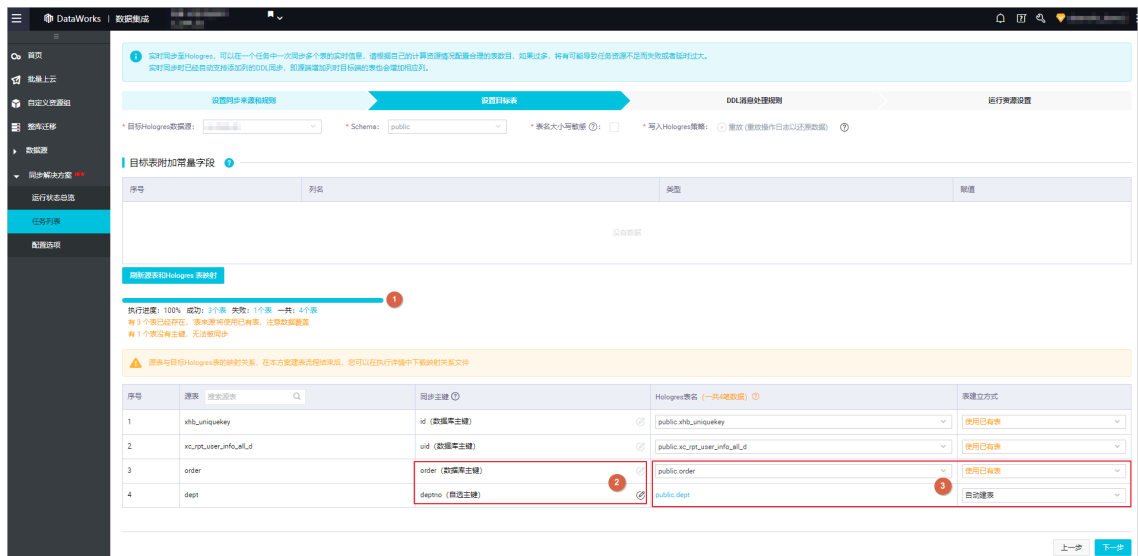 DataWorks | 数据集成
首页
批量上云
自定义资源组
整库迁移
数据源
同步解决方案
运行状态总览
任务列表
配置选项
实时同步至Hologres，可以在一个任务中一次同步多个表的实时信息，请根据自己的计算资源情况配置合理的表数目，如果过多，将有可能导致任务资源不足而失败或者延时过大。
实时同步时已经自动支持添加列的DDL同步，即源端增加列时目标端的表也会增加相应列。
设置同步来源和规则 设置目标表 DDL消息处理规则 运行资源设置
* 目标Hologres数据源： * Schema： public * 表名大小写敏感 ?： * 写入Hologres策略： 重放 (重放操作日志以还原数据) ?
目标表附加常量字段 ?
序号 列名 类型 赋值
没有数据
刷新源表和Hologres 表映射
1
执行进度：100% 成功：3个表 失败：1个表 一共：4个表
有 3 个表已经存在，‘表来源’将使用已有表，注意数据覆盖
有 1 个表没有主键，无法被同步
源表与目标Hologres表的映射关系，在本方案建表流程结束后，您可以在执行详情中下载映射关系文件
序号 源表 搜索源表 同步主键 ? Hologres表名 (一共4项数据) ? 表建立方式
1 xhb_uniquekey id（数据库主键） public.xhb_uniquekey 使用已有表
2 xc_rpt_user_info_all_d uid（数据库主键） public.xc_rpt_user_info_all_d 使用已有表
3 order order（数据库主键） public.order 使用已有表
2 3
4 dept deptno（自选主键） public.dept 自动建表
上一步 下一步